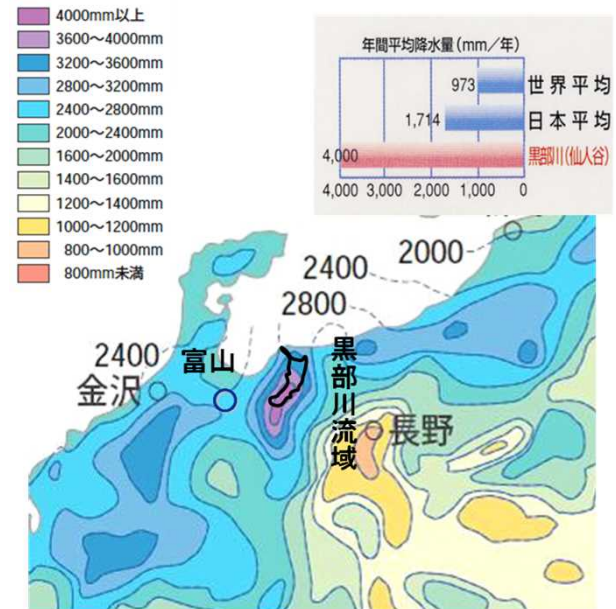 4000mm以上
3600〜4000mm
3200〜3600mm
2800〜3200mm
2400〜2800mm
2000〜2400mm
1600〜2000mm
1400〜1600mm
1200〜1400mm
1000〜1200mm
800〜1000mm
800mm未満
年間平均降水量(mm/年)
973 世界平均
1,714 日本平均
4,000 黒部川(仙人谷)
4,000 3,000 2,000 1,000 0
2000
2400
2800
2400
富山
金沢
黒部川流域
長野